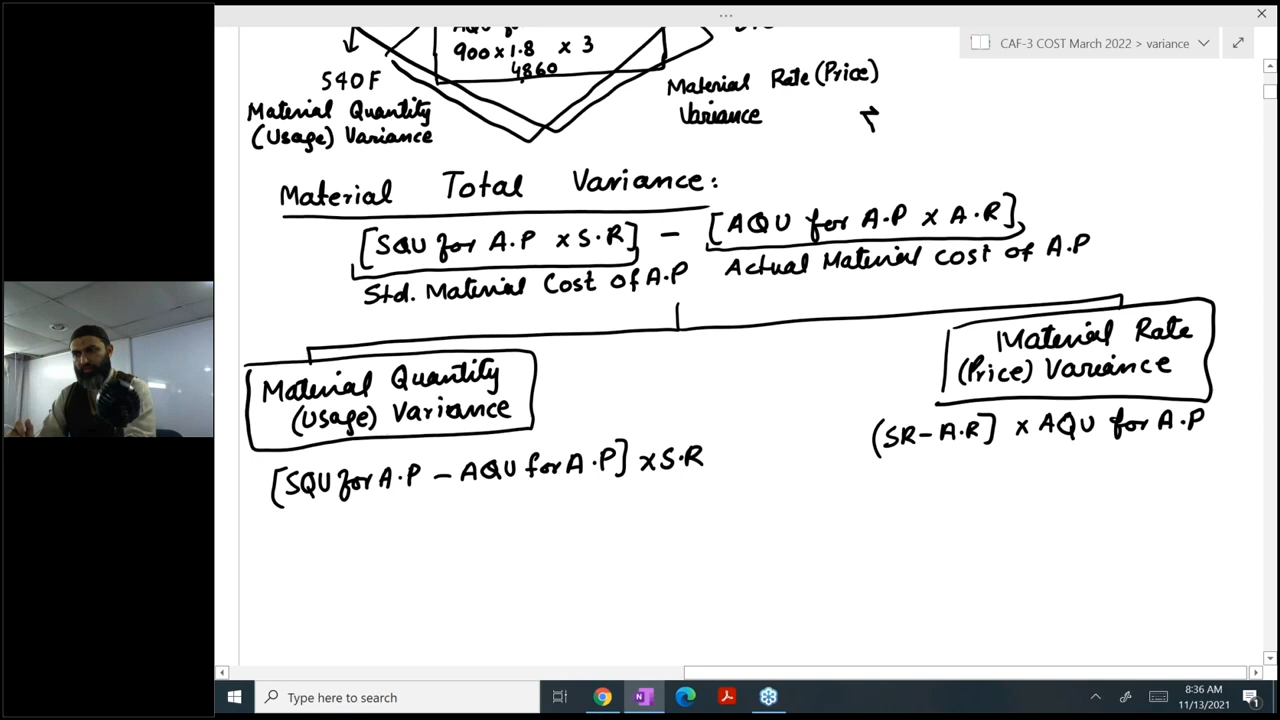 CAF-3 COST March 2022 > variance
900 x 1.8 x 3
4860
540 F
Material Quantity
(Usage) Variance
Material Rate (Price)
Variance
Material Total Variance:
[SQU for A.P x S.R] - [AQU for A.P x A.R]
Std. Material Cost of A.P
Actual Material cost of A.P
Material Quantity
(Usage) Variance
Material Rate
(Price) Variance
[SQU for A.P - AQU for A.P] x S.R
(SR - A.R] x AQU for A.P
Type here to search
8:36 AM
11/13/2021